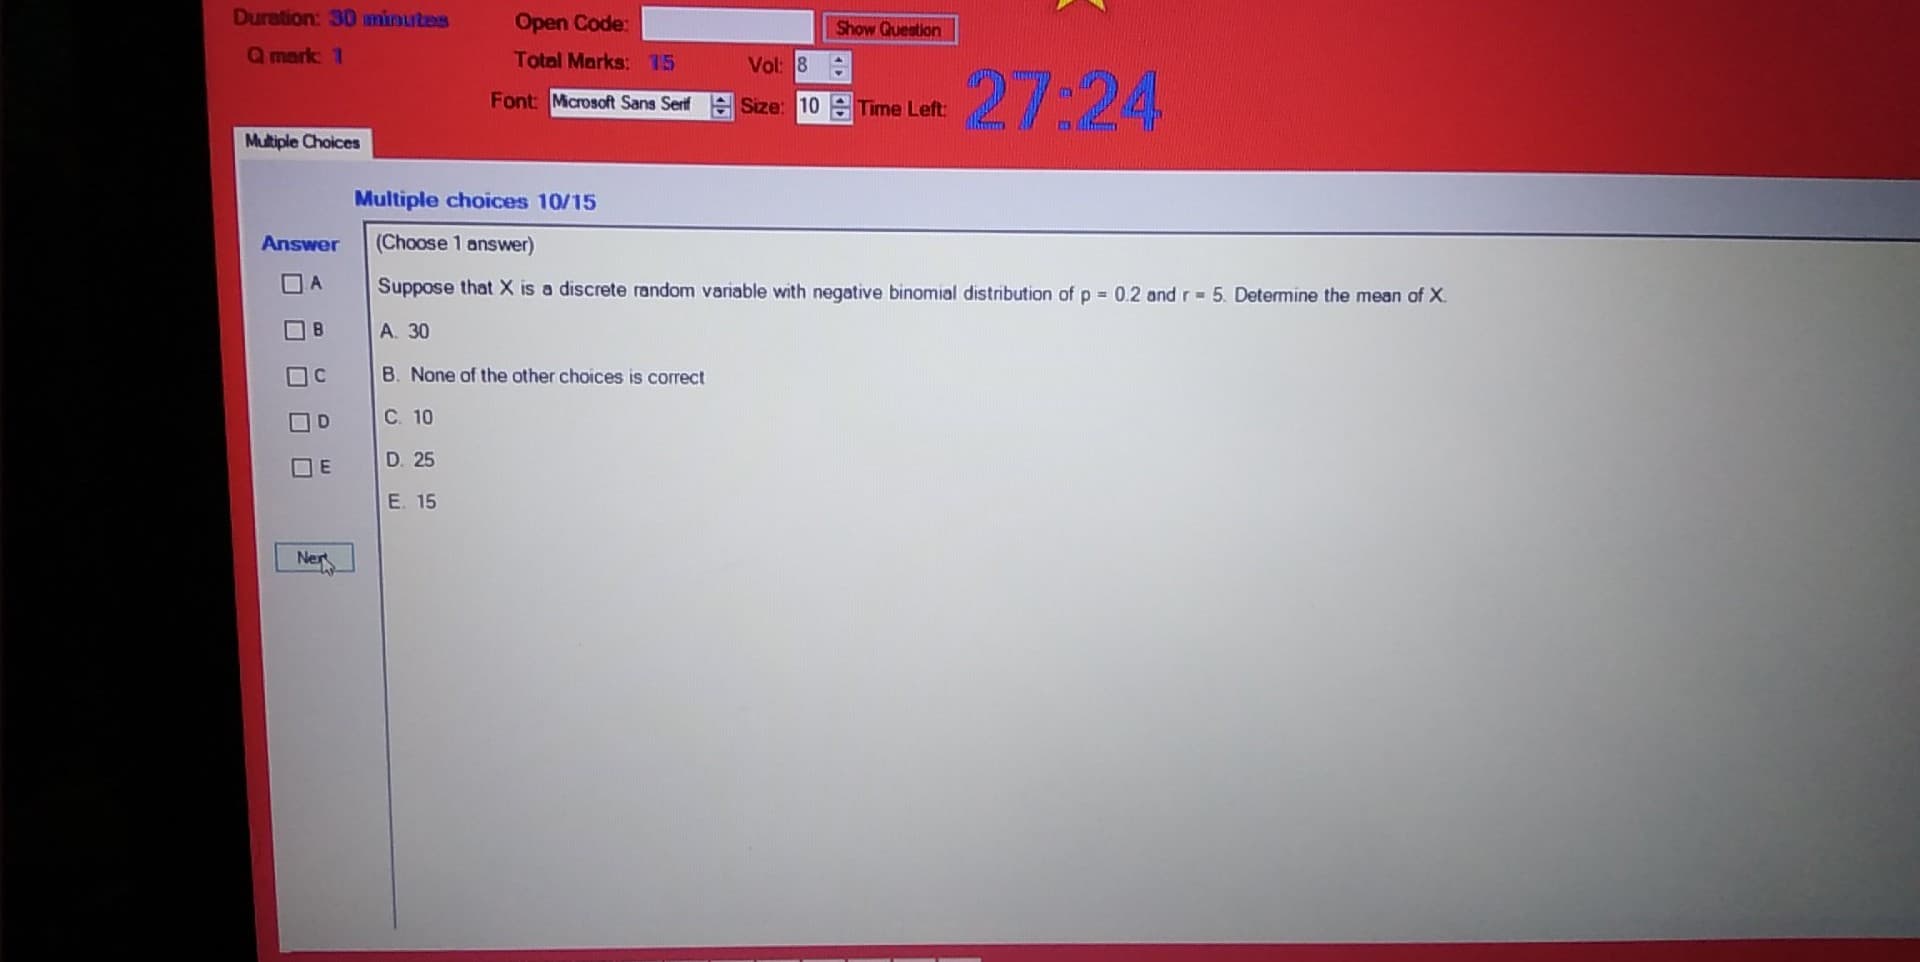 Duration: 30 minutes
Open Code:
Show Question
Q mark: 1
Total Marks: 15
Vol: 8
Font: Microsoft Sans Serif
Size: 10
Time Left: 27:24
Multiple Choices
Multiple choices 10/15
Answer
(Choose 1 answer)
A
Suppose that X is a discrete random variable with negative binomial distribution of p = 0.2 and r = 5. Determine the mean of X.
B
A. 30
C
B. None of the other choices is correct
D
C. 10
E
D. 25
E. 15
Next